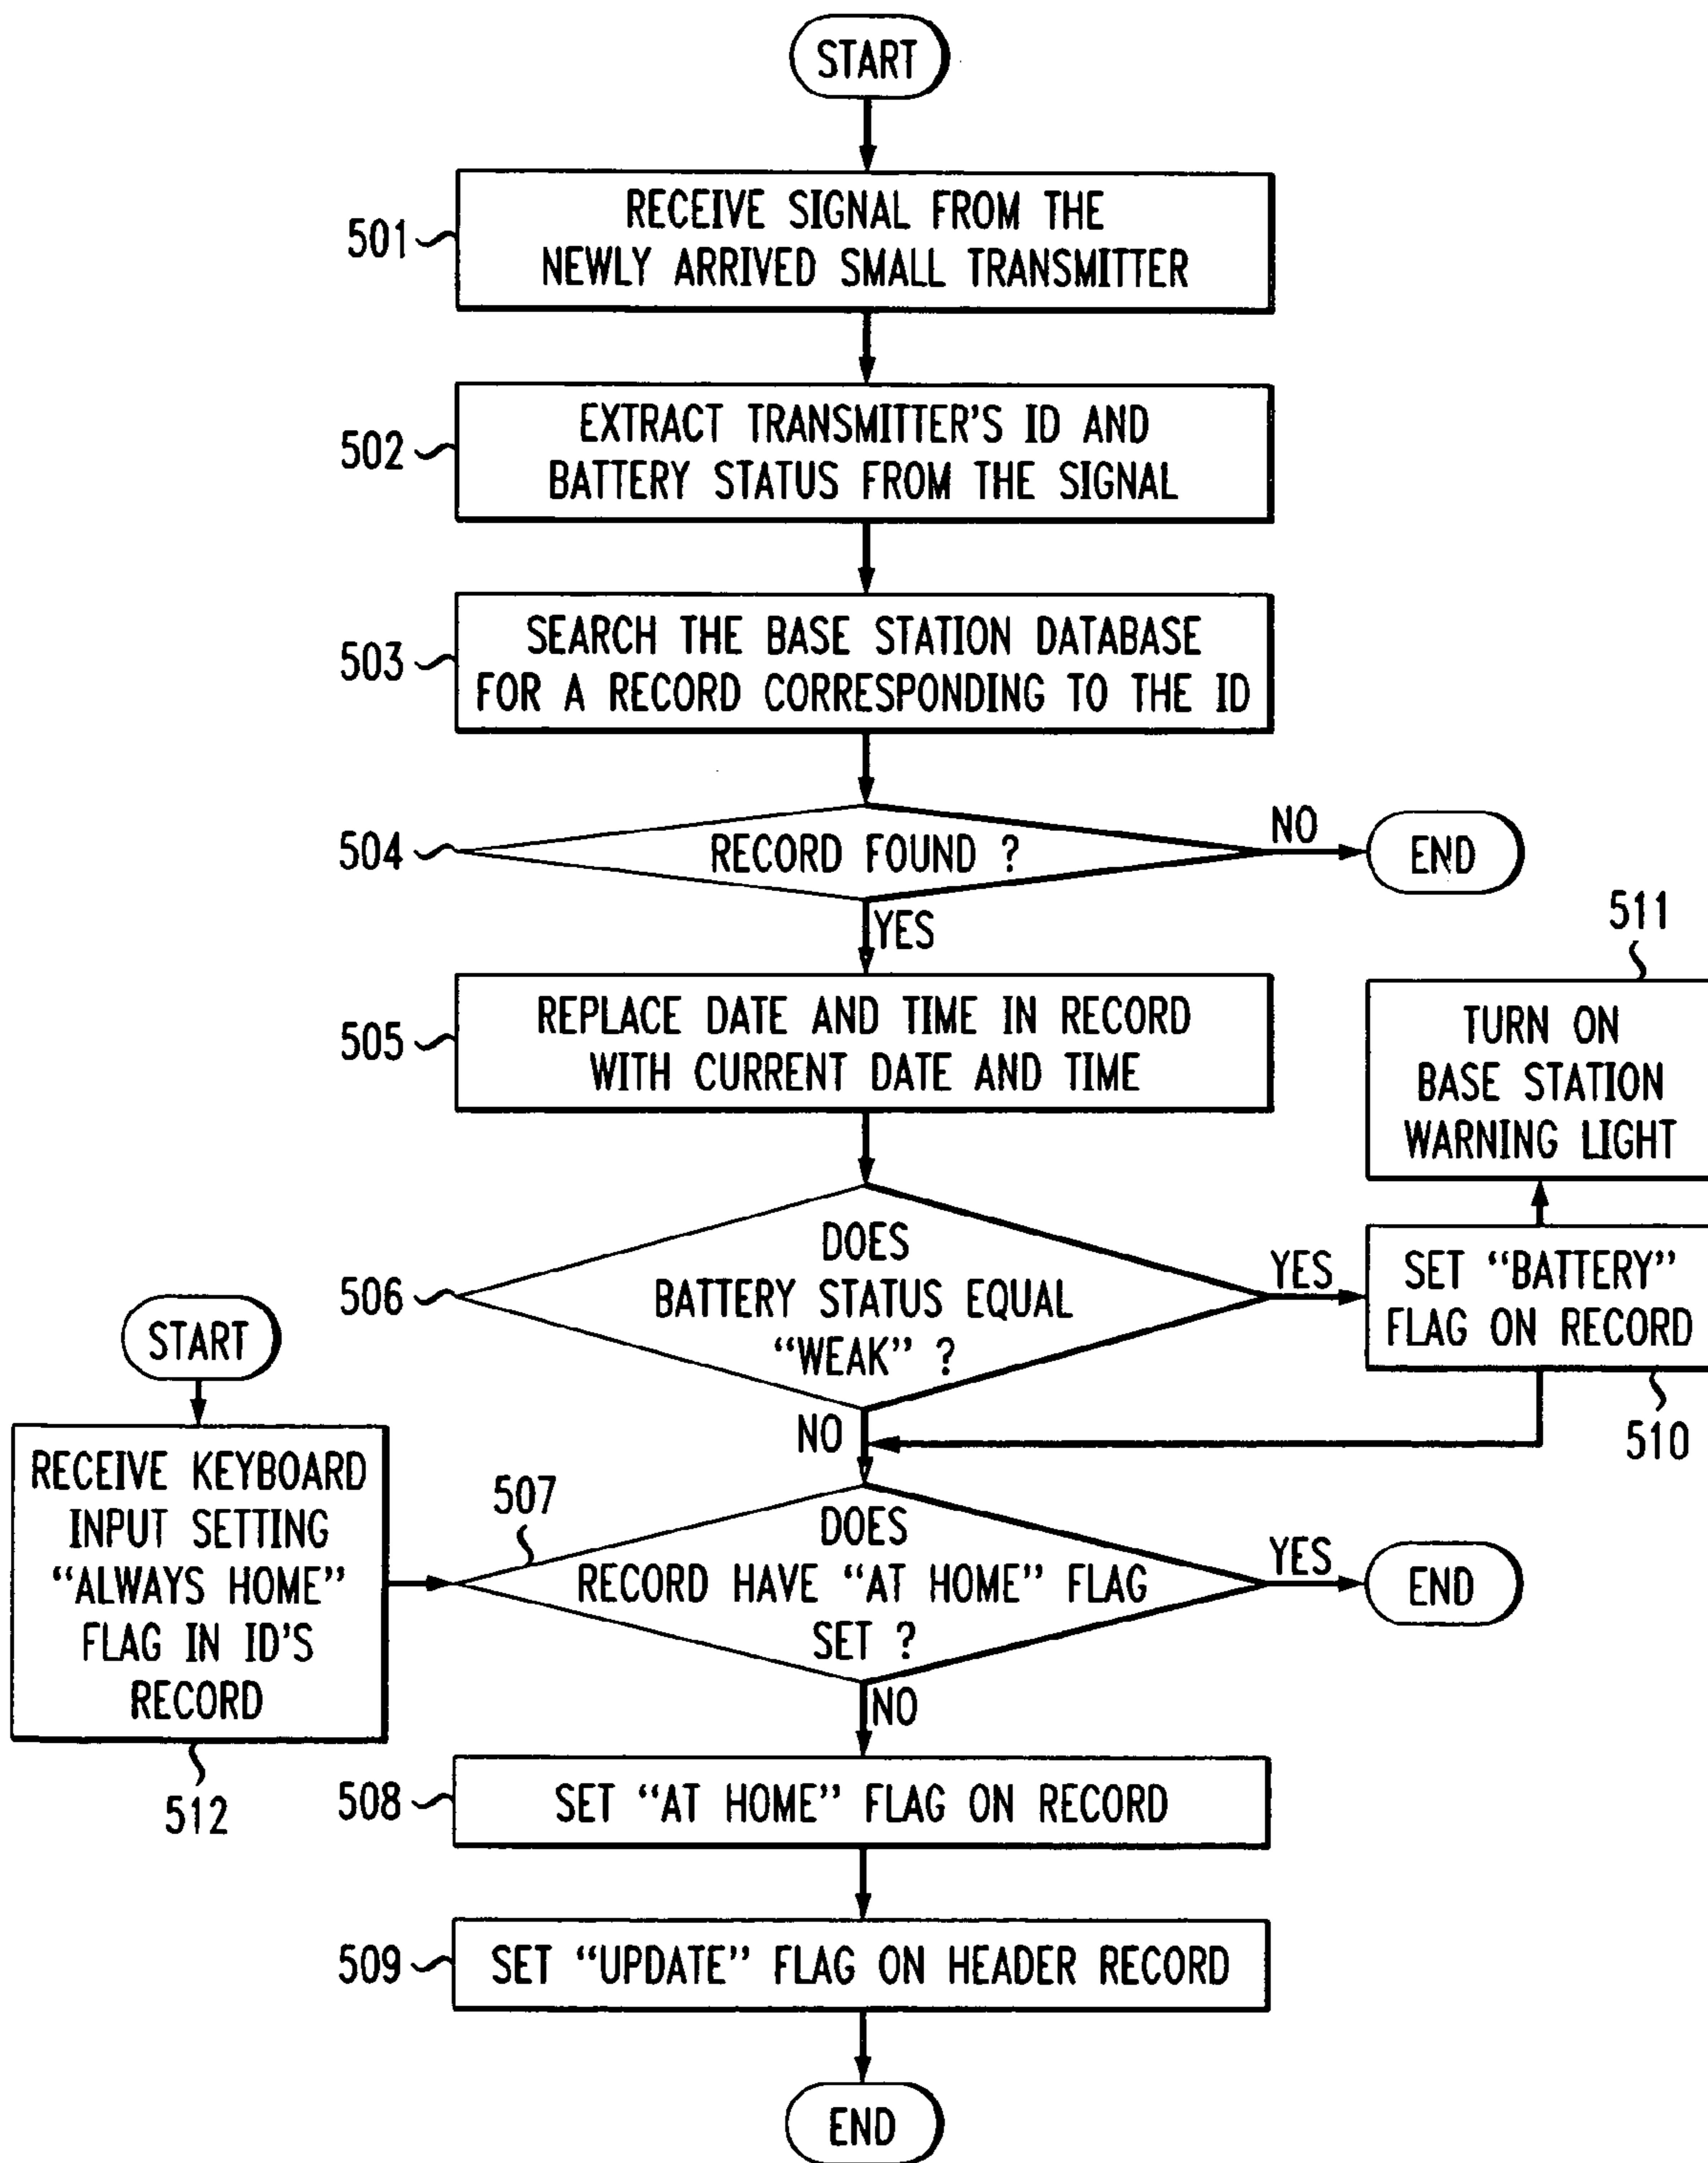 START
501
RECEIVE SIGNAL FROM THE
NEWLY ARRIVED SMALL TRANSMITTER
502
EXTRACT TRANSMITTER'S ID AND
BATTERY STATUS FROM THE SIGNAL
503
SEARCH THE BASE STATION DATABASE
FOR A RECORD CORRESPONDING TO THE ID
504
RECORD FOUND ?
NO
END
YES
505
REPLACE DATE AND TIME IN RECORD
WITH CURRENT DATE AND TIME
511
TURN ON
BASE STATION
WARNING LIGHT
506
DOES
BATTERY STATUS EQUAL
“WEAK” ?
YES
SET “BATTERY”
FLAG ON RECORD
510
NO
START
RECEIVE KEYBOARD
INPUT SETTING
“ALWAYS HOME”
FLAG IN ID'S
RECORD
512
507
DOES
RECORD HAVE “AT HOME” FLAG
SET ?
YES
END
NO
508
SET “AT HOME” FLAG ON RECORD
509
SET “UPDATE” FLAG ON HEADER RECORD
END